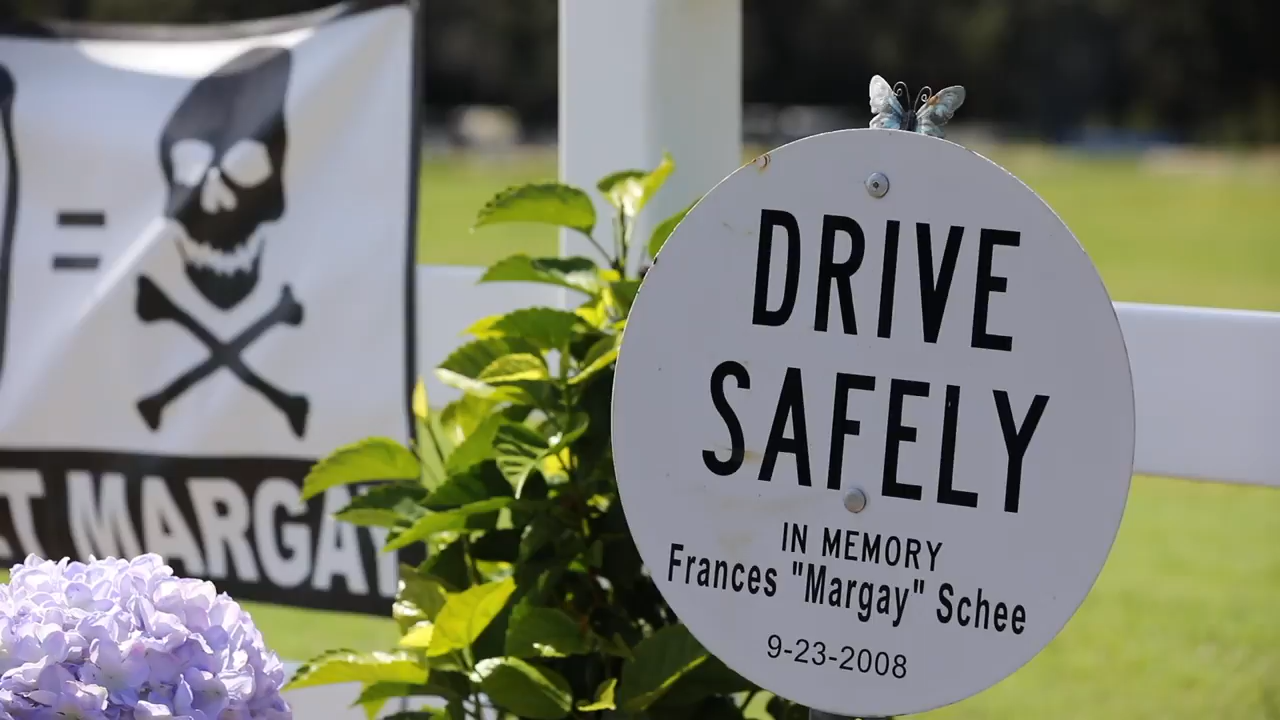 =
T MARGAY
DRIVE
SAFELY
IN MEMORY
Frances "Margay" Schee
9-23-2008